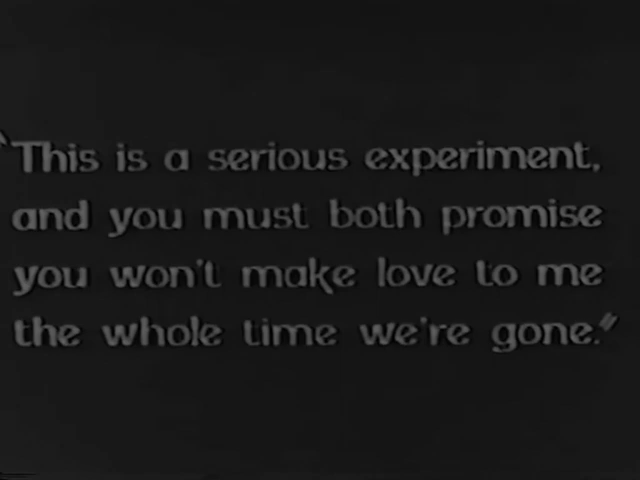 "This is a serious experiment,
and you must both promise
you won't make love to me
the whole time we're gone."